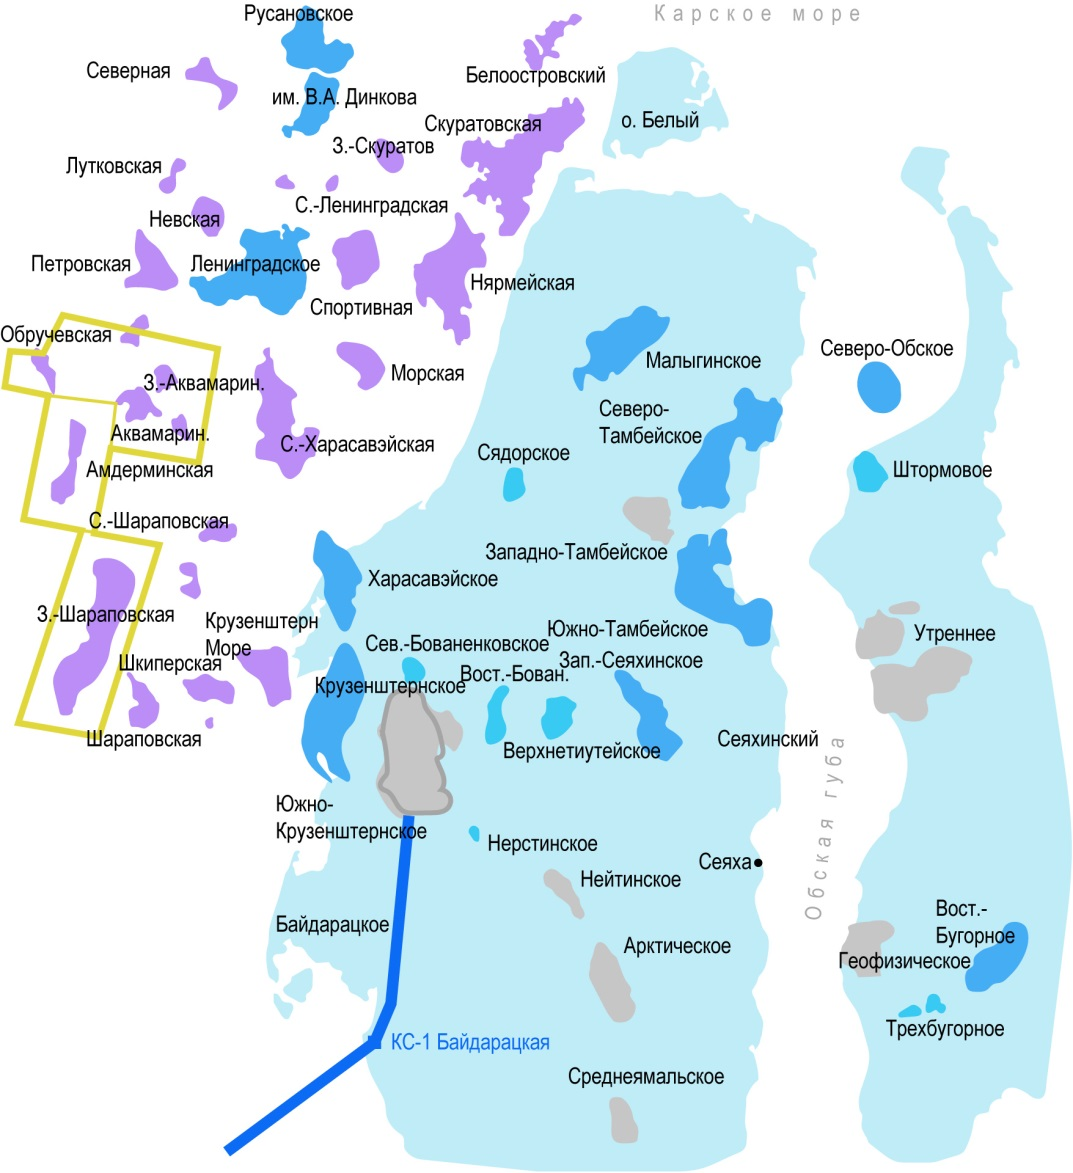 Русановское
Карское море
Северная
Белоостровский
им. В.А. Динкова
Скуратовская
о. Белый
З.-Скуратов
Лутковская
С.-Ленинградская
Невская
Петровская
Ленинградское
Нярмейская
Спортивная
Обручевская
Северо-Обское
Малыгинское
Морская
З.-Аквамарин.
Северо-
Тамбейское
Аквамарин.
С.-Харасавэйская
Сядорское
Амдерминская
Штормовое
С.-Шараповская
Западно-Тамбейское
Харасавэйское
З.-Шараповская
Крузенштерн
Море
Южно-Тамбейское
Утреннее
Сев.-Бованенковское
Шкиперская
Зап.-Сеяхинское
Вост.-Бован.
Крузенштернское
Шараповская
Верхнетиутейское
Сеяхинский
Обская губа
Южно-
Крузенштернское
Нерстинское
Сеяха
Нейтинское
Байдарацкое
Вост.-
Бугорное
Арктическое
Геофизическое
Трехбугорное
КС-1 Байдарацкая
Среднеямальское